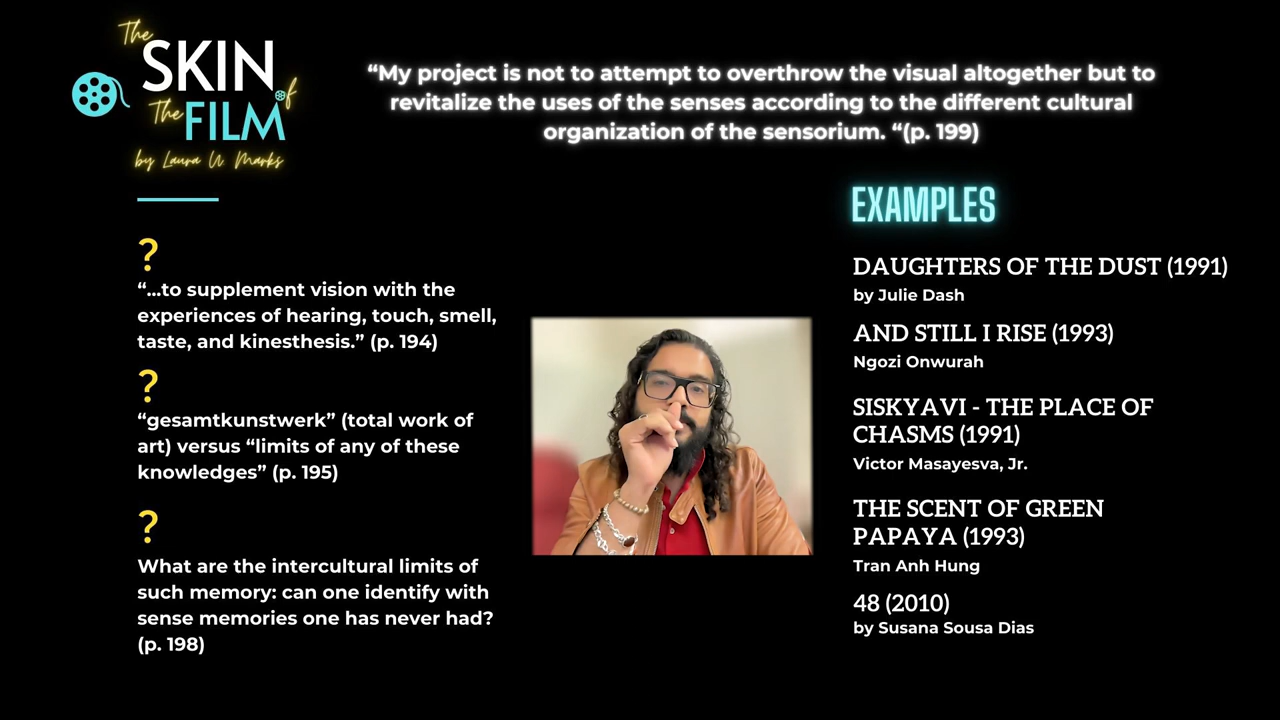 The
SKIN
of
The FILM
by Laura U Marks
“My project is not to attempt to overthrow the visual altogether but to
revitalize the uses of the senses according to the different cultural
organization of the sensorium. “(p. 199)
?
“...to supplement vision with the
experiences of hearing, touch, smell,
taste, and kinesthesis.” (p. 194)
?
“gesamtkunstwerk” (total work of
art) versus “limits of any of these
knowledges” (p. 195)
?
What are the intercultural limits of
such memory: can one identify with
sense memories one has never had?
(p. 198)
EXAMPLES
DAUGHTERS OF THE DUST (1991)
by Julie Dash
AND STILL I RISE (1993)
Ngozi Onwurah
SISKYAVI - THE PLACE OF
CHASMS (1991)
Victor Masayesva, Jr.
THE SCENT OF GREEN
PAPAYA (1993)
Tran Anh Hung
48 (2010)
by Susana Sousa Dias